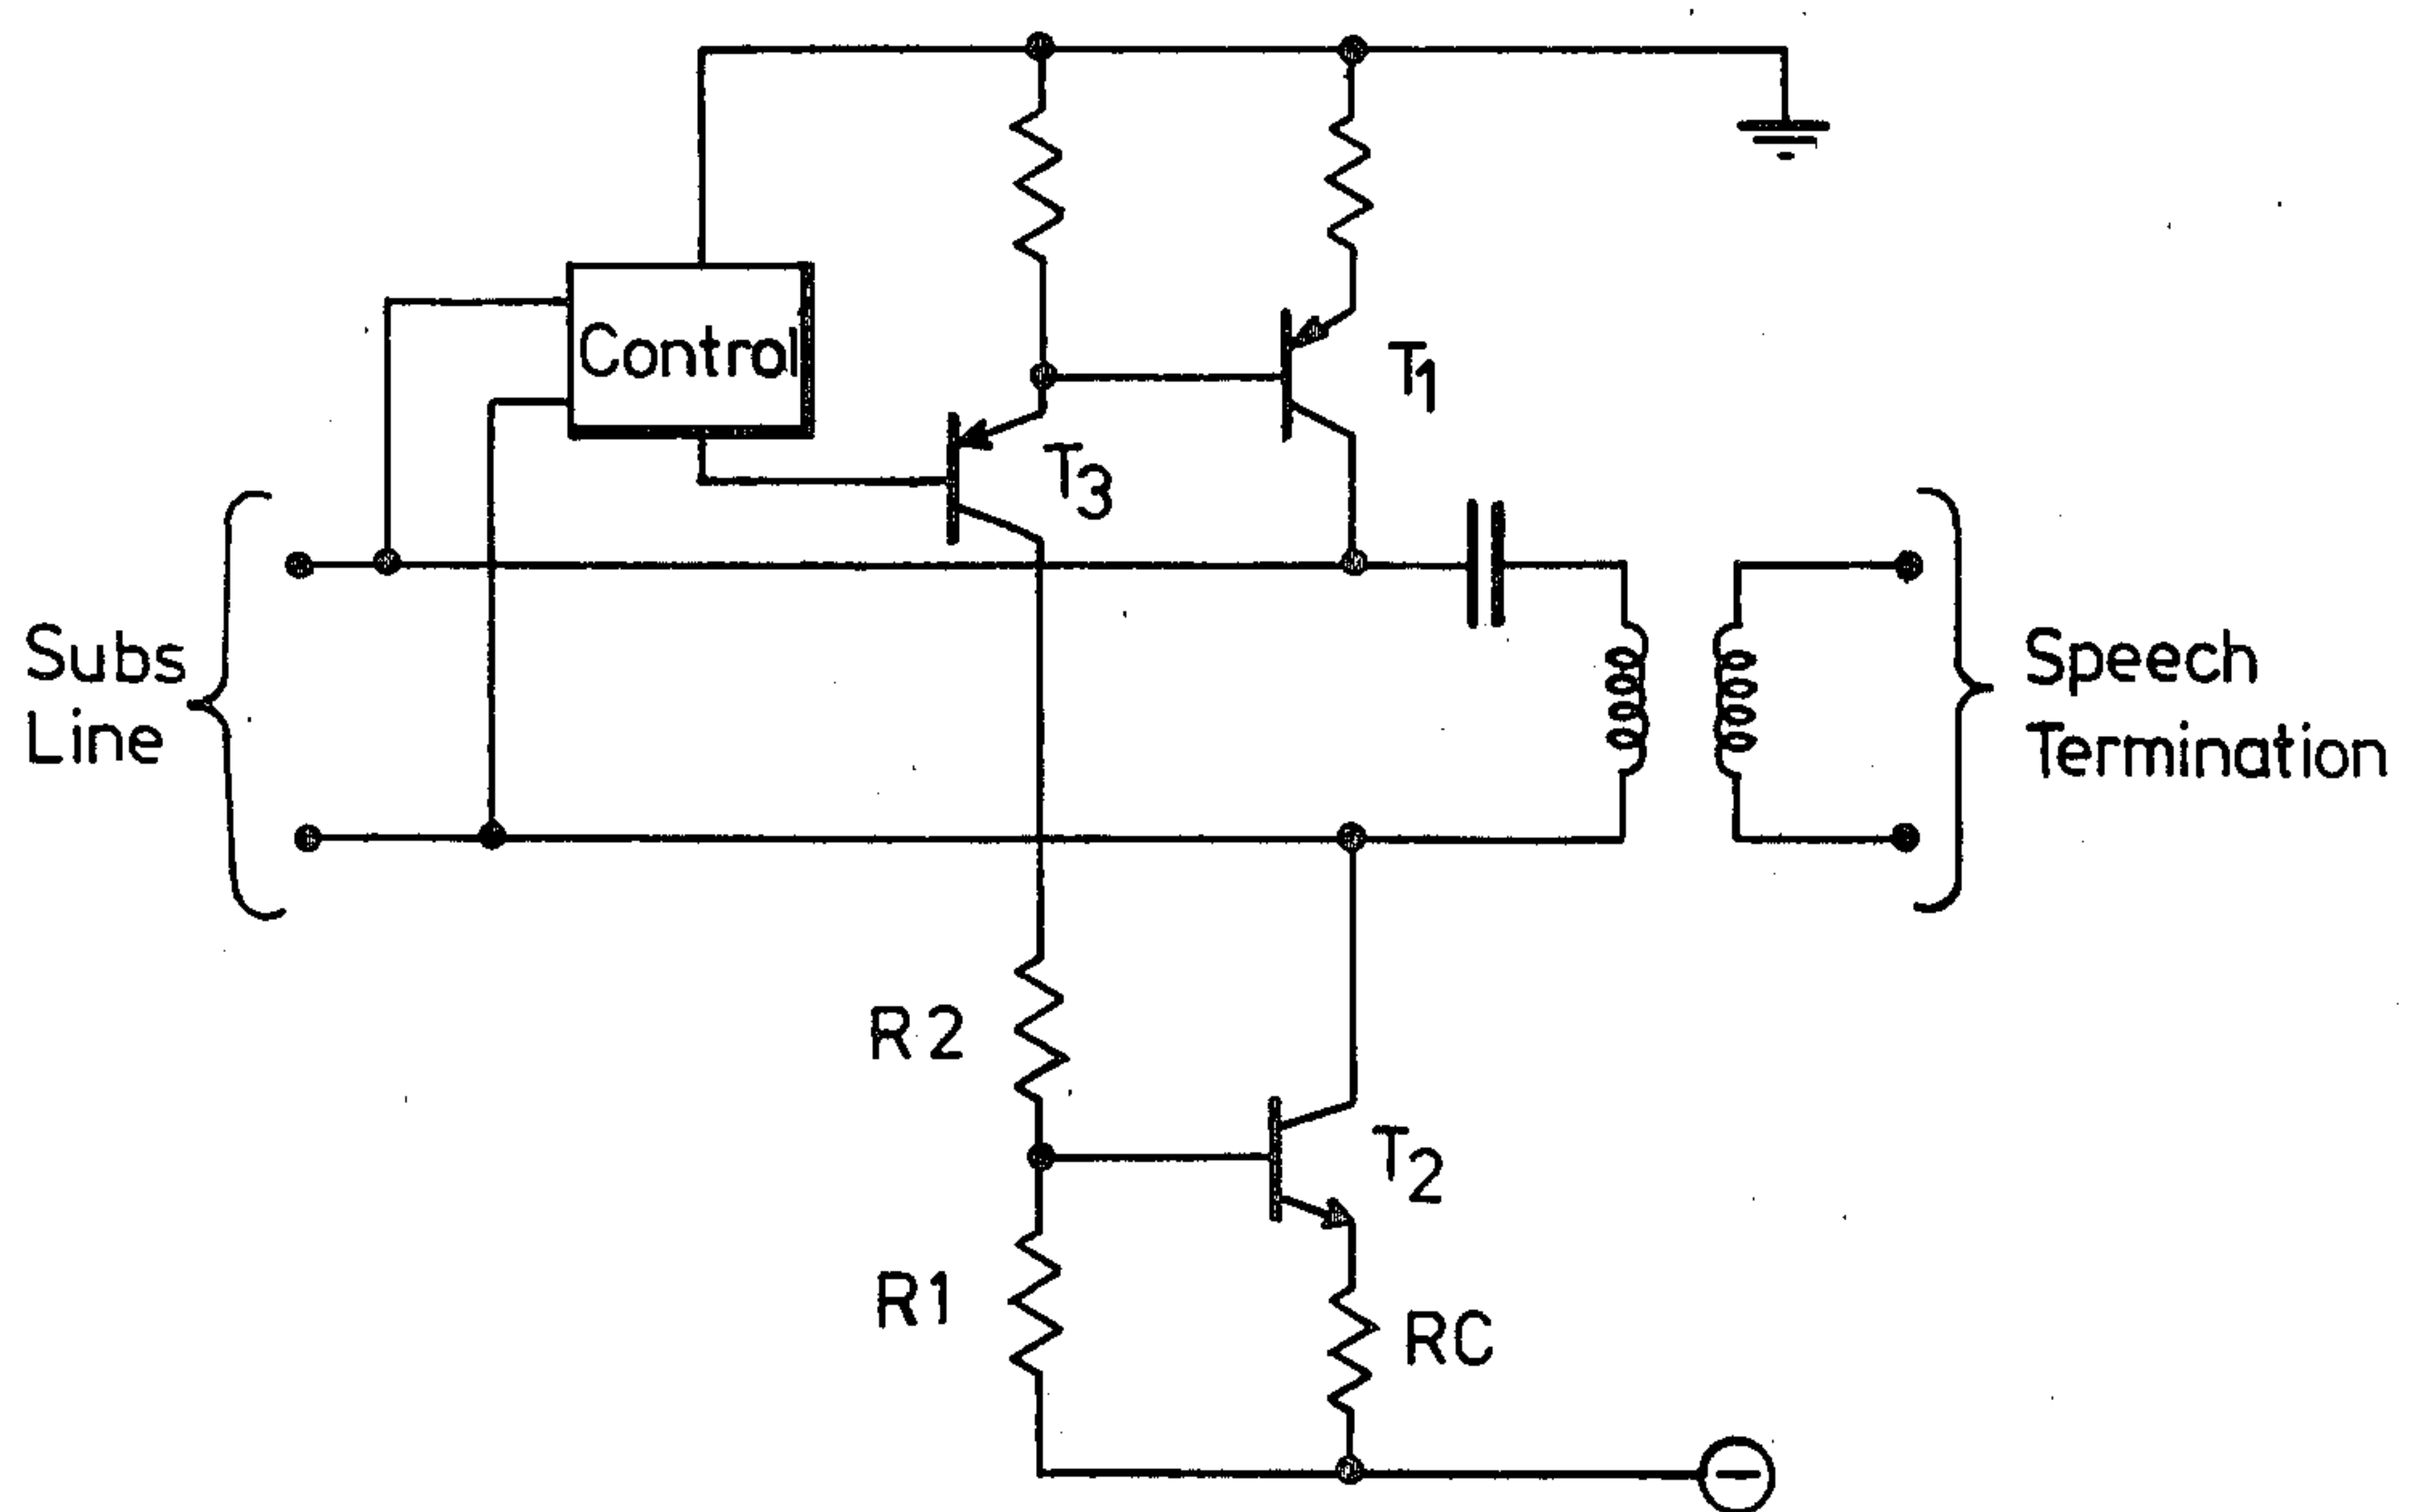 Control
T1
T3
Subs
Line
Speech
Termination
R2
T2
R1
RC
−